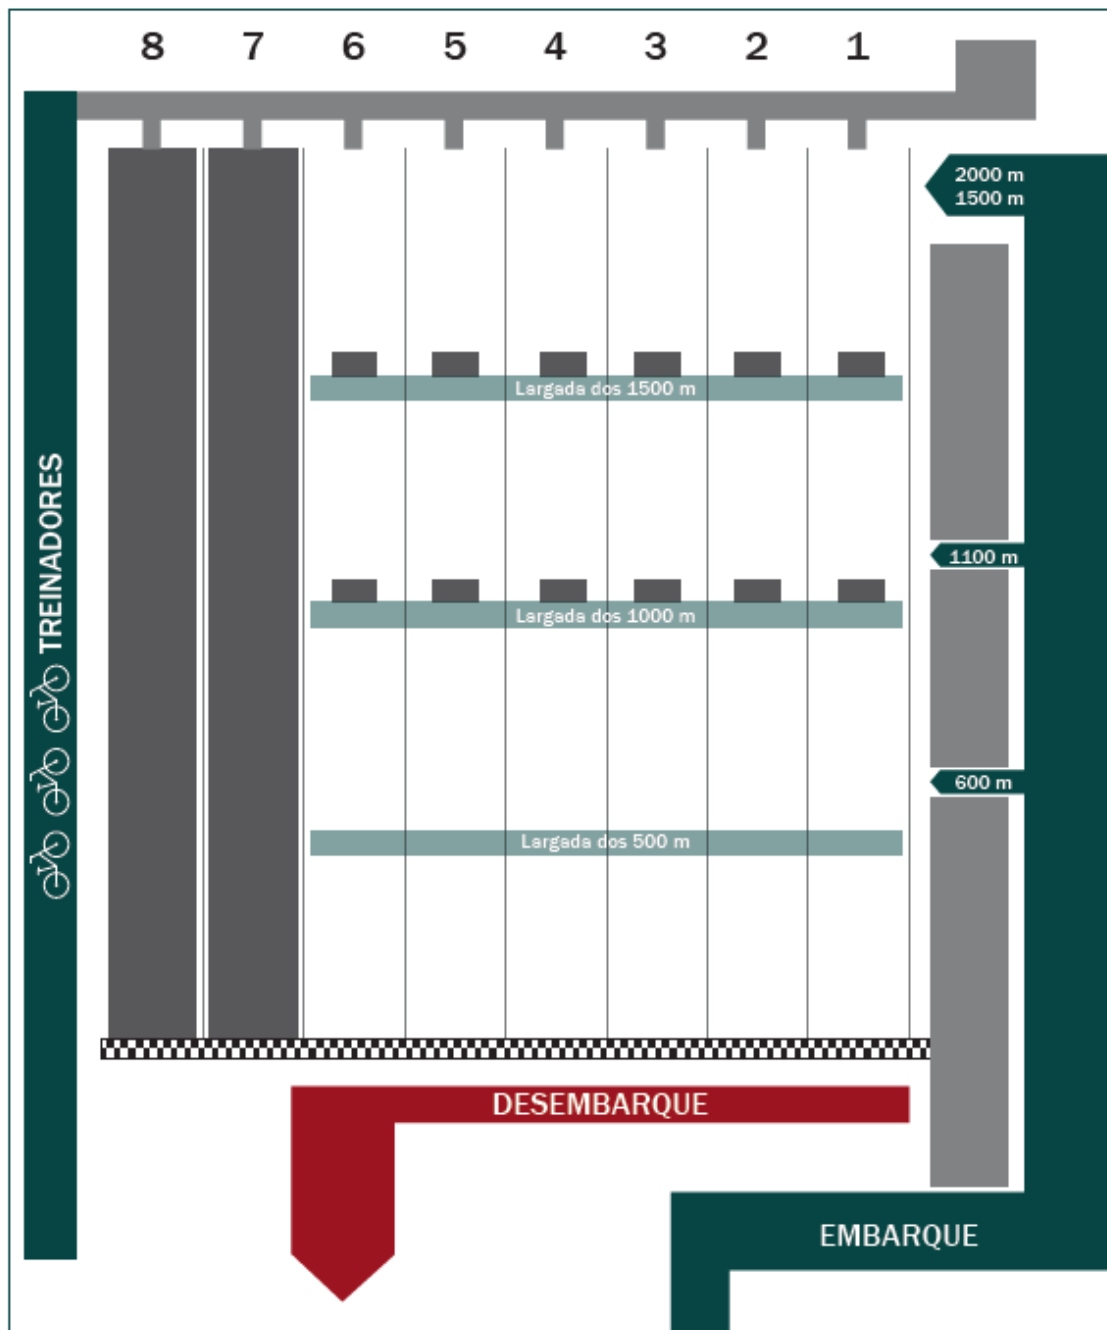 8 7 6 5 4 3 2 1
2000 m
1500 m
Largada dos 1500 m
TREINADORES
1100 m
Largada dos 1000 m
600 m
Largada dos 500 m
DESEMBARQUE
EMBARQUE